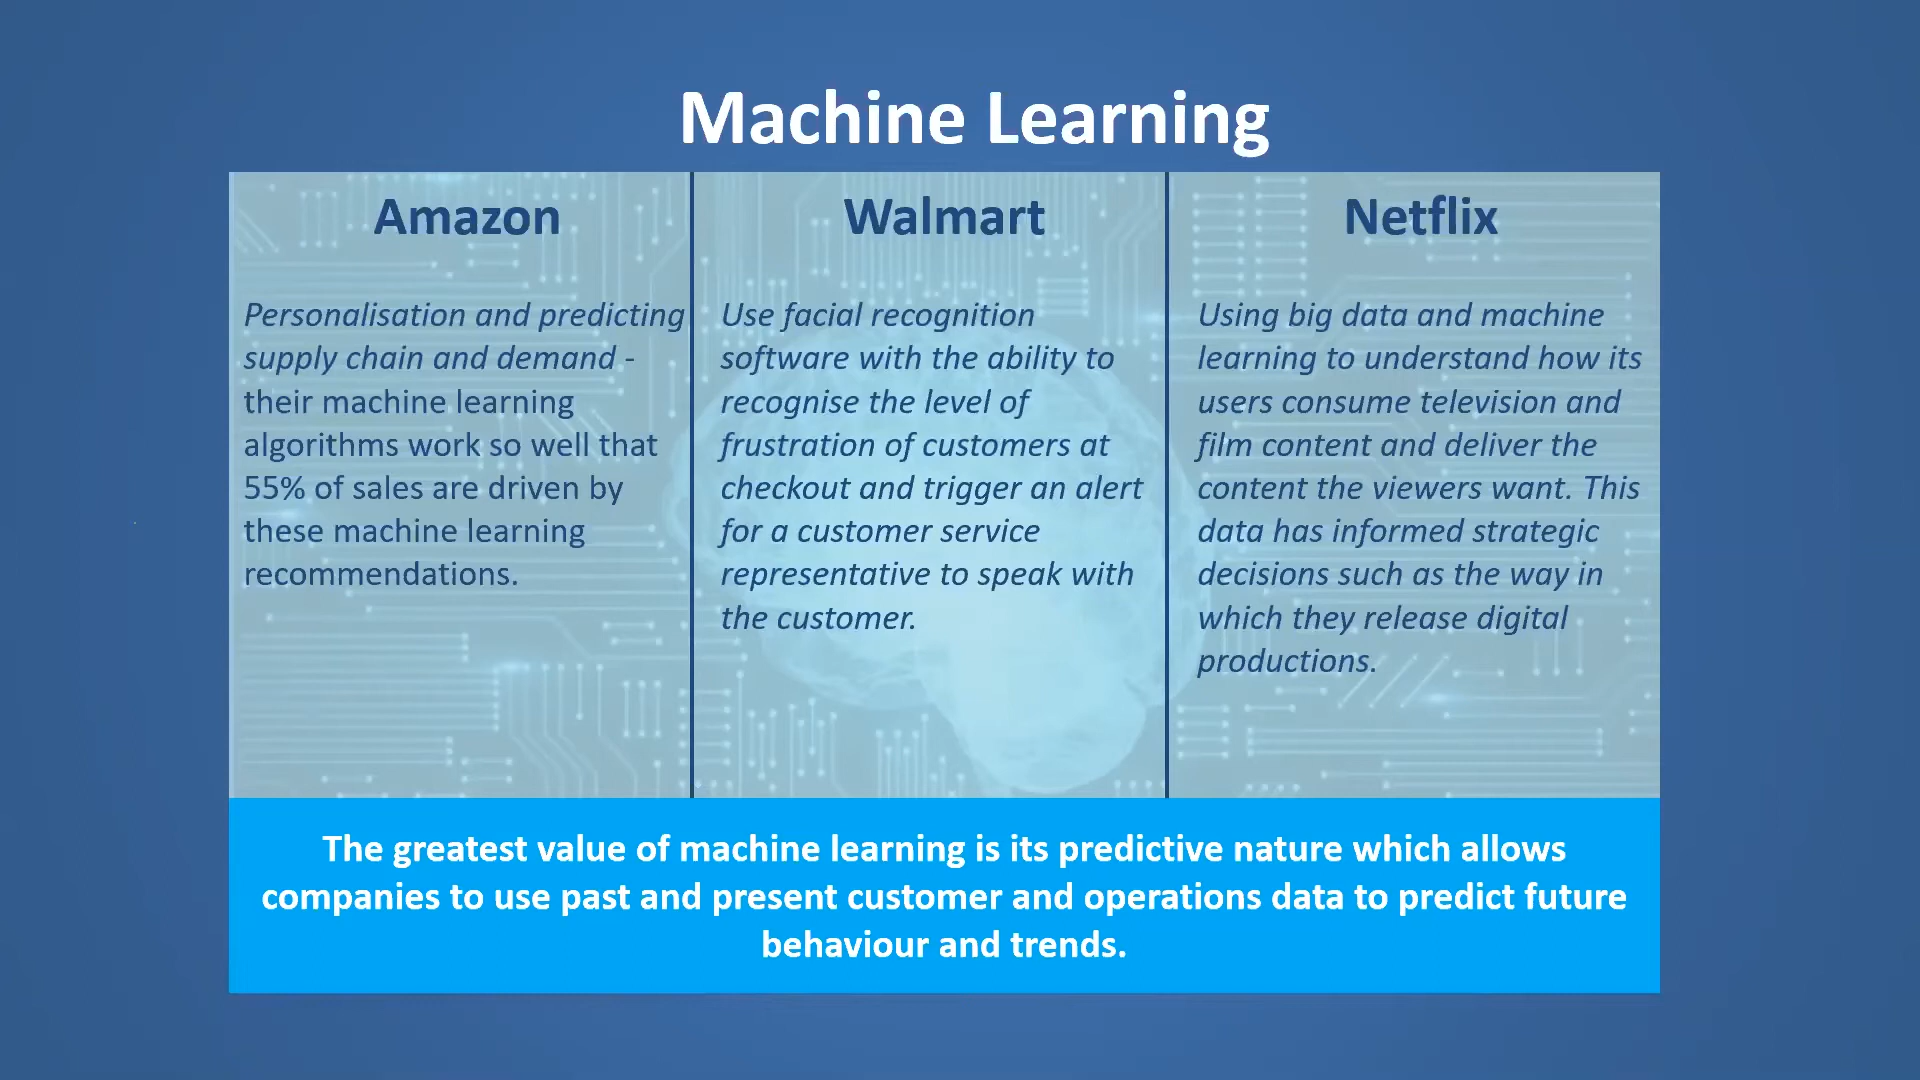 Machine Learning
Amazon
Personalisation and predicting
supply chain and demand -
their machine learning
algorithms work so well that
55% of sales are driven by
these machine learning
recommendations.
Walmart
Use facial recognition
software with the ability to
recognise the level of
frustration of customers at
checkout and trigger an alert
for a customer service
representative to speak with
the customer.
Netflix
Using big data and machine
learning to understand how its
users consume television and
film content and deliver the
content the viewers want. This
data has informed strategic
decisions such as the way in
which they release digital
productions.
The greatest value of machine learning is its predictive nature which allows
companies to use past and present customer and operations data to predict future
behaviour and trends.